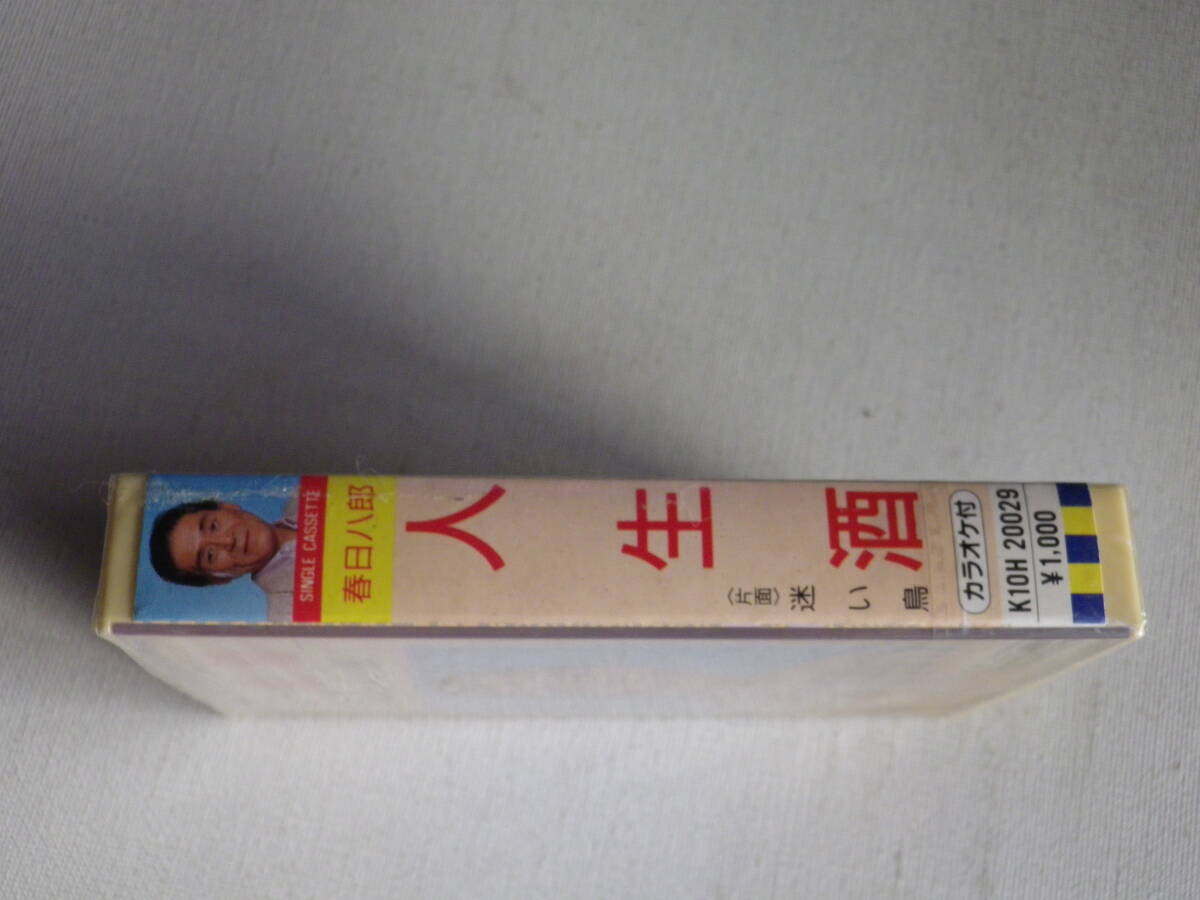 SINGLE CASSETTE
春日八郎
人生酒
〈片面〉
迷い鳥
カラオケ付
K10H 20029
¥1,000